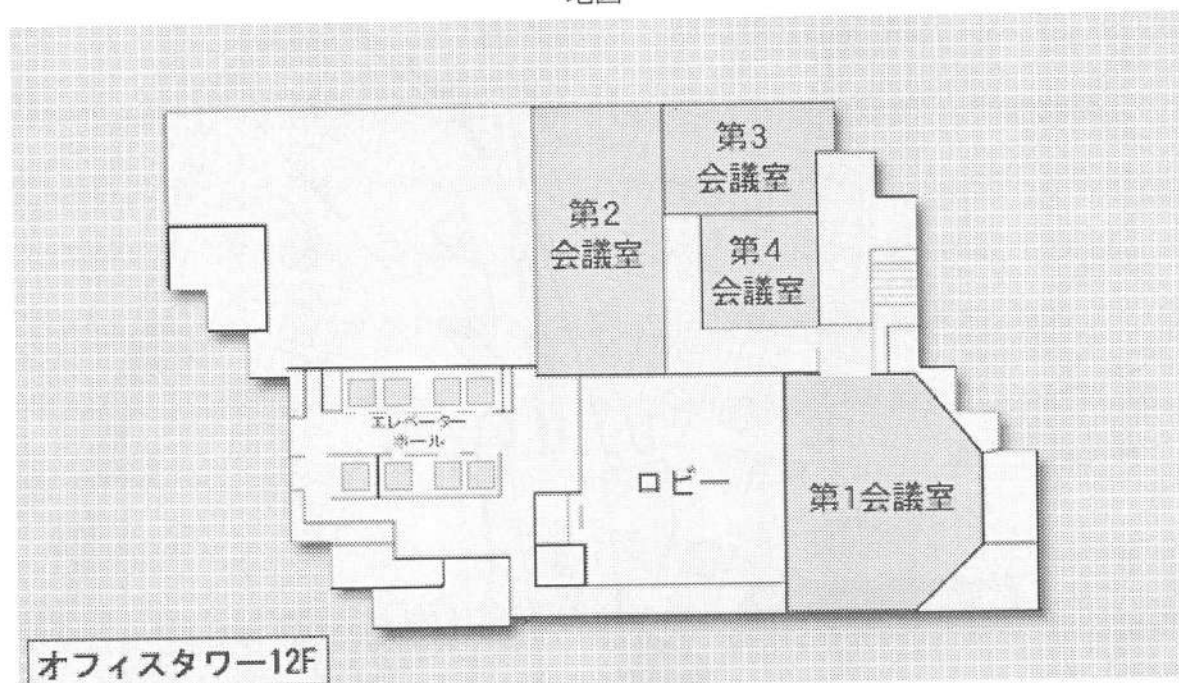 第3
会議室
第2
会議室
第4
会議室
エレベーター
ホール
ロビー
第1会議室
オフィスタワー12F